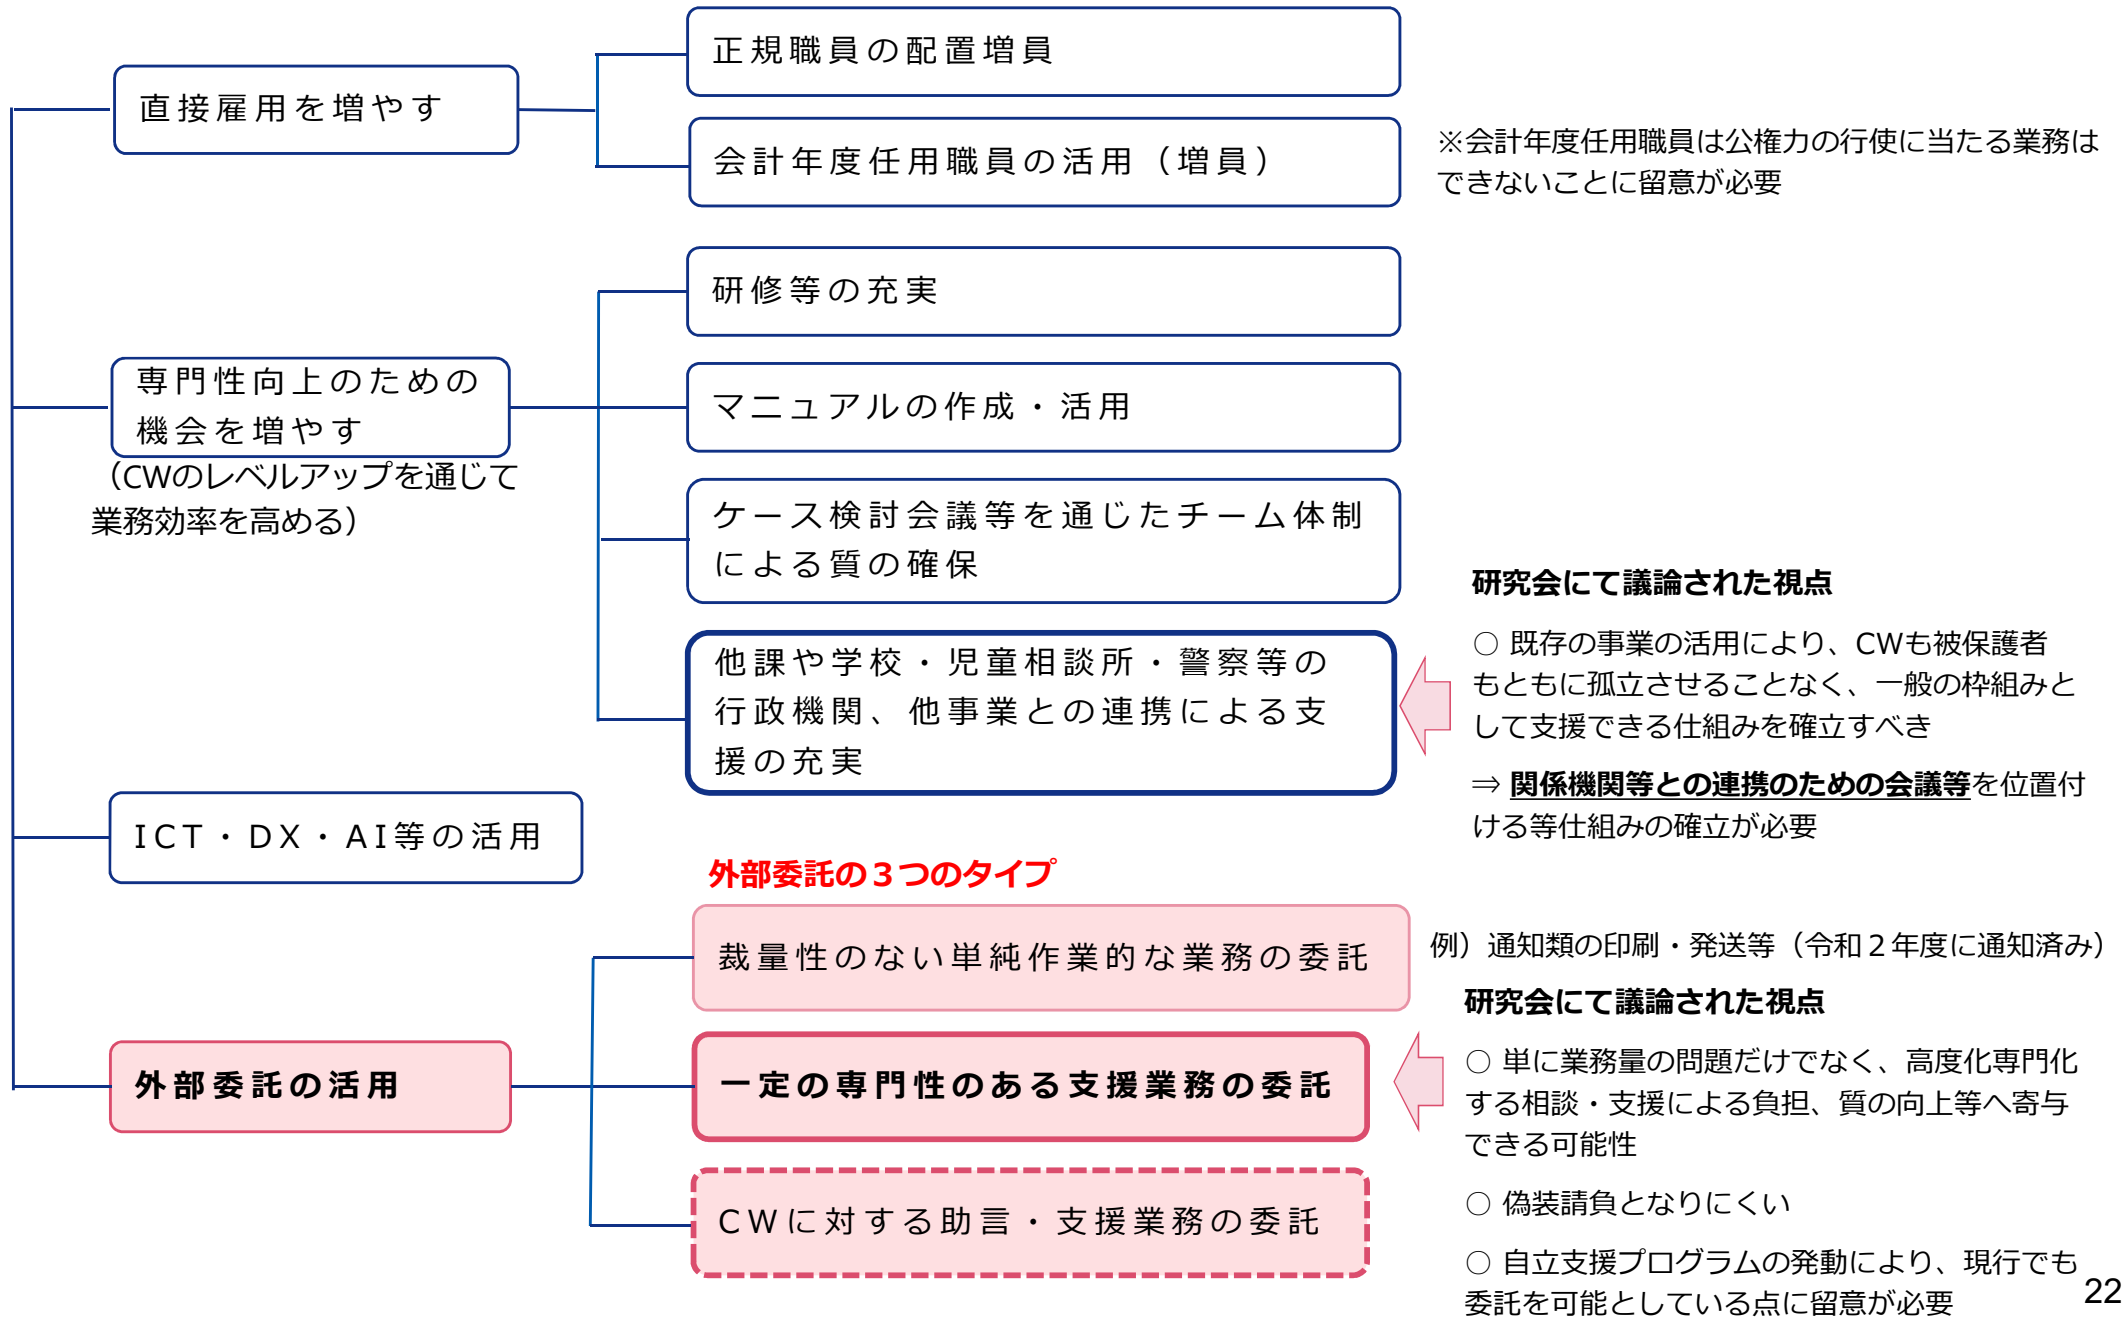 直接雇用を増やす
正規職員の配置増員
会計年度任用職員の活用（増員）
※会計年度任用職員は公権力の行使に当たる業務は
できないことに留意が必要
専門性向上のための
機会を増やす
（CWのレベルアップを通じて
業務効率を高める）
研修等の充実
マニュアルの作成・活用
ケース検討会議等を通じたチーム体制
による質の確保
他課や学校・児童相談所・警察等の
行政機関、他事業との連携による支
援の充実
研究会にて議論された視点
○ 既存の事業の活用により、CWも被保護者
もともに孤立させることなく、一般の枠組みと
して支援できる仕組みを確立すべき
⇒ 関係機関等との連携のための会議等を位置付
ける等仕組みの確立が必要
ICT・DX・AI等の活用
外部委託の活用
外部委託の３つのタイプ
裁量性のない単純作業的な業務の委託
例）通知類の印刷・発送等（令和２年度に通知済み）
一定の専門性のある支援業務の委託
CWに対する助言・支援業務の委託
研究会にて議論された視点
○ 単に業務量の問題だけでなく、高度化専門化
する相談・支援による負担、質の向上等へ寄与
できる可能性
○ 偽装請負となりにくい
○ 自立支援プログラムの発動により、現行でも
委託を可能としている点に留意が必要
22